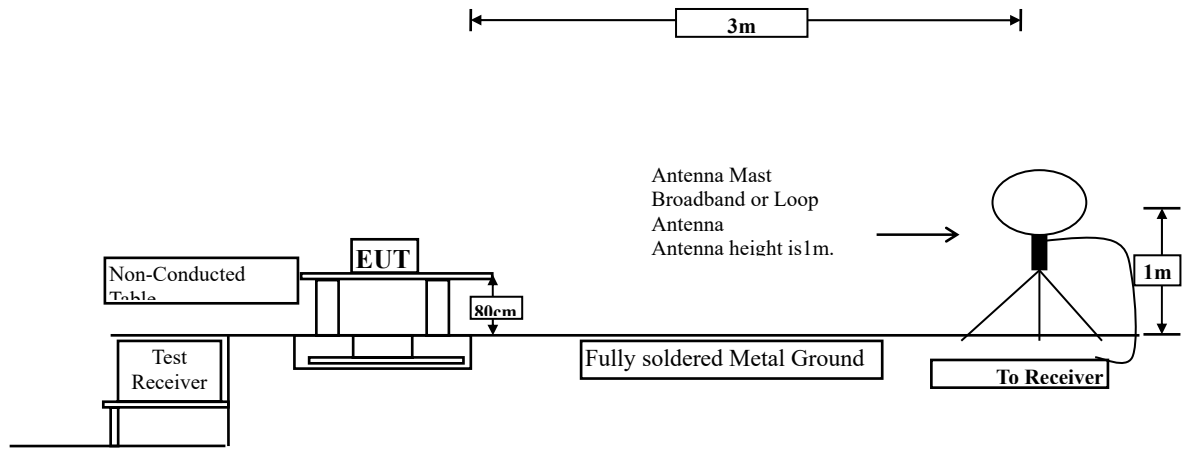 3m
Antenna Mast
Broadband or Loop
Antenna
Antenna height is1m.
EUT
Non-Conducted
Table
80cm
1m
Test
Receiver
Fully soldered Metal Ground
To Receiver